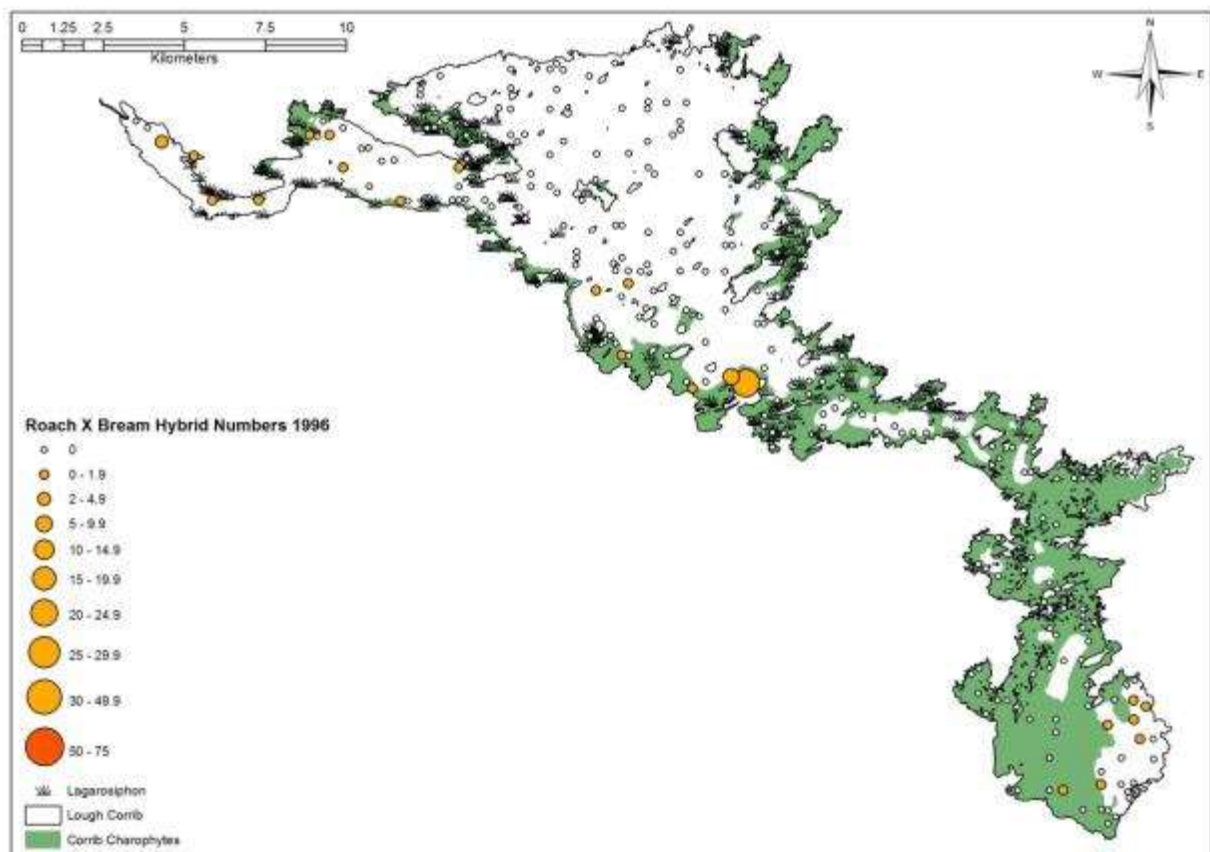 0 1.25 2.5 5 7.5 10
Kilometers
N
W E
S
Roach X Bream Hybrid Numbers 1996
0
0 - 1.9
2 - 4.9
5 - 9.9
10 - 14.9
15 - 19.9
20 - 24.9
25 - 29.9
30 - 49.9
50 - 75
Lagarosiphon
Lough Corrib
Corrib Charophytes